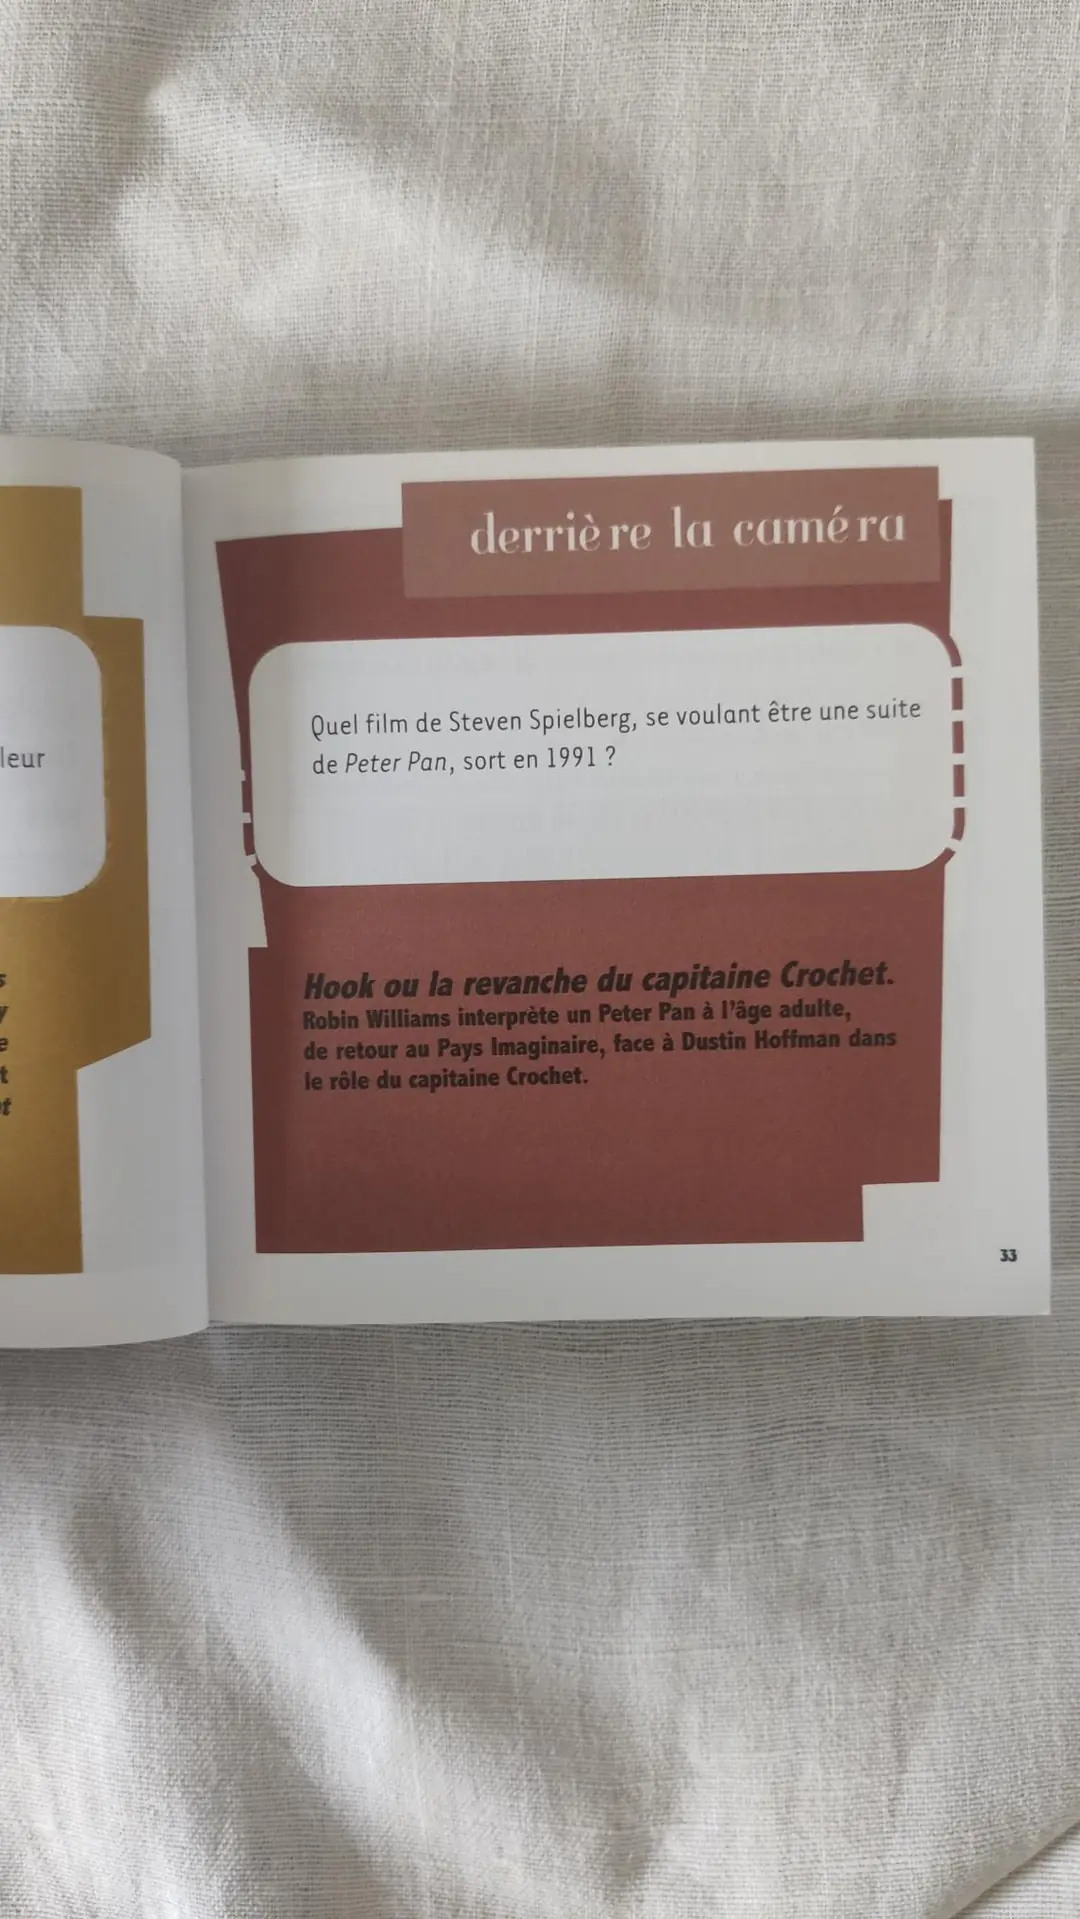 leur
s
y
e
t
et
derrière la caméra
Quel film de Steven Spielberg, se voulant être une suite
de Peter Pan, sort en 1991 ?
Hook ou la revanche du capitaine Crochet.
Robin Williams interprète un Peter Pan à l'âge adulte,
de retour au Pays Imaginaire, face à Dustin Hoffman dans
le rôle du capitaine Crochet.
33